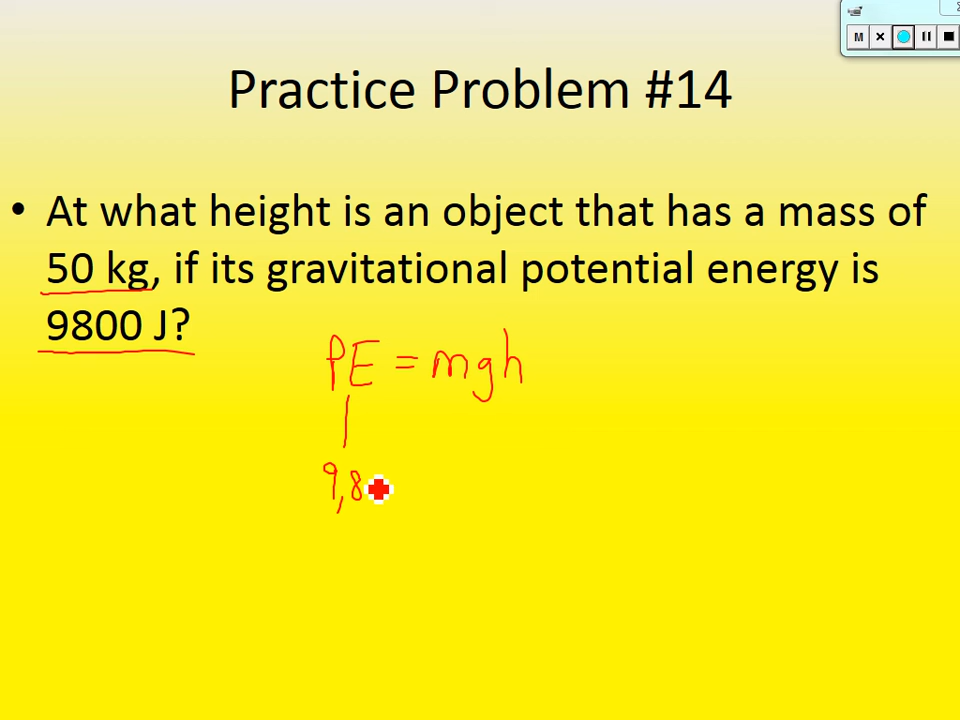 M
Practice Problem #14
• At what height is an object that has a mass of
50 kg, if its gravitational potential energy is
9800 J?
PE = mgh
9,8